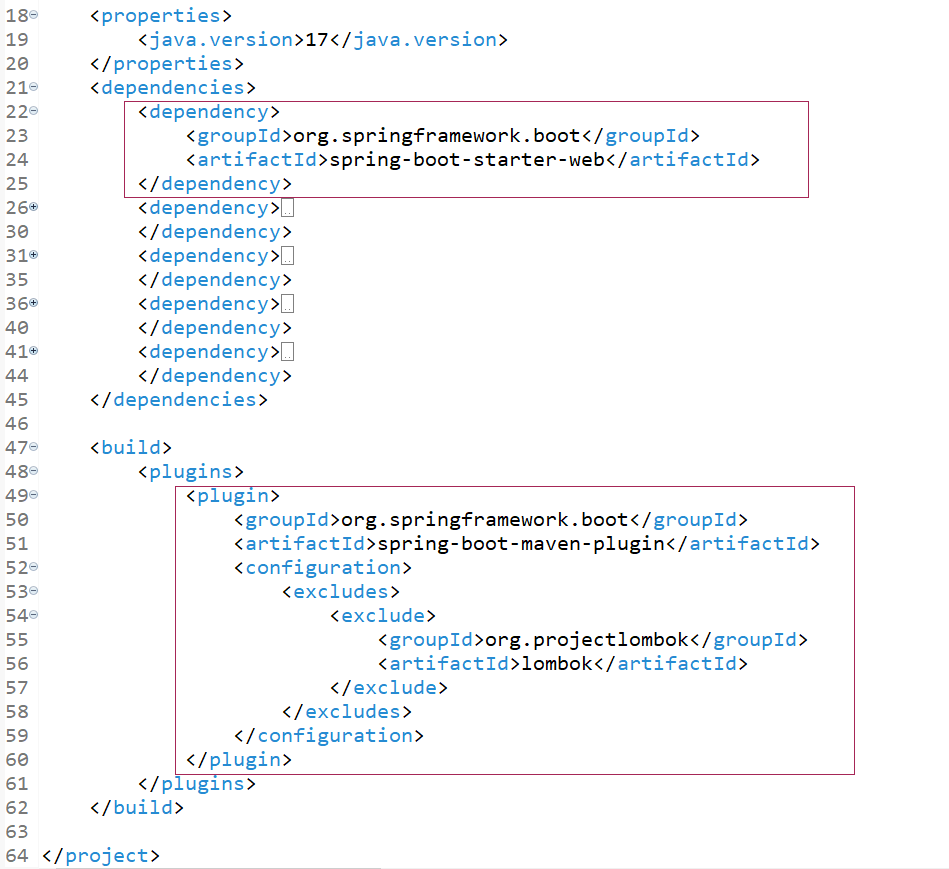 18 <properties>
19 <java.version>17</java.version>
20 </properties>
21 <dependencies>
22 <dependency>
23 <groupId>org.springframework.boot</groupId>
24 <artifactId>spring-boot-starter-web</artifactId>
25 </dependency>
26 <dependency>..
30 </dependency>
31 <dependency>..
35 </dependency>
36 <dependency>..
40 </dependency>
41 <dependency>..
44 </dependency>
45 </dependencies>
46
47 <build>
48 <plugins>
49 <plugin>
50 <groupId>org.springframework.boot</groupId>
51 <artifactId>spring-boot-maven-plugin</artifactId>
52 <configuration>
53 <excludes>
54 <exclude>
55 <groupId>org.projectlombok</groupId>
56 <artifactId>lombok</artifactId>
57 </exclude>
58 </excludes>
59 </configuration>
60 </plugin>
61 </plugins>
62 </build>
63
64 </project>